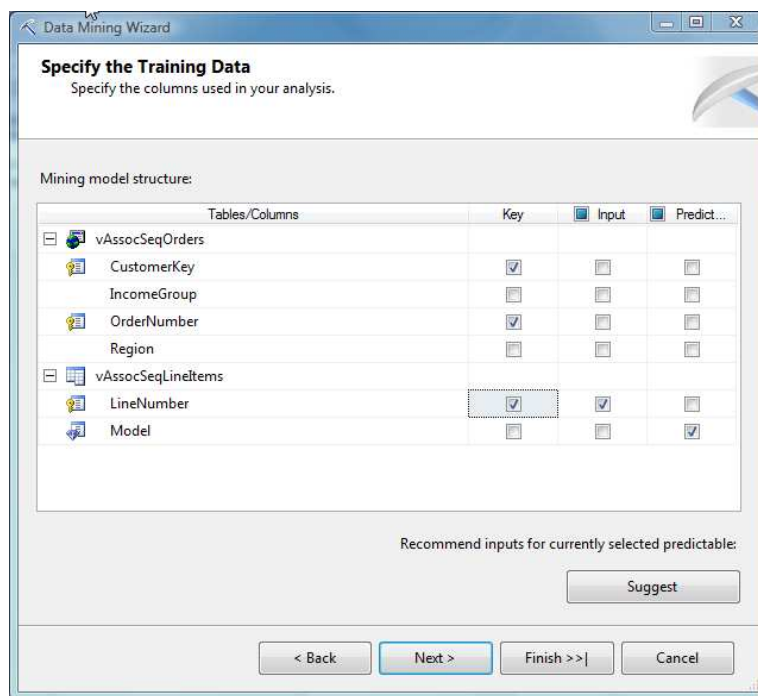 Data Mining Wizard
Specify the Training Data
Specify the columns used in your analysis.
Mining model structure:
Tables/Columns Key Input Predict...
vAssocSeqOrders
CustomerKey
IncomeGroup
OrderNumber
Region
vAssocSeqLineItems
LineNumber
Model
Recommend inputs for currently selected predictable:
Suggest
< Back Next > Finish >>| Cancel